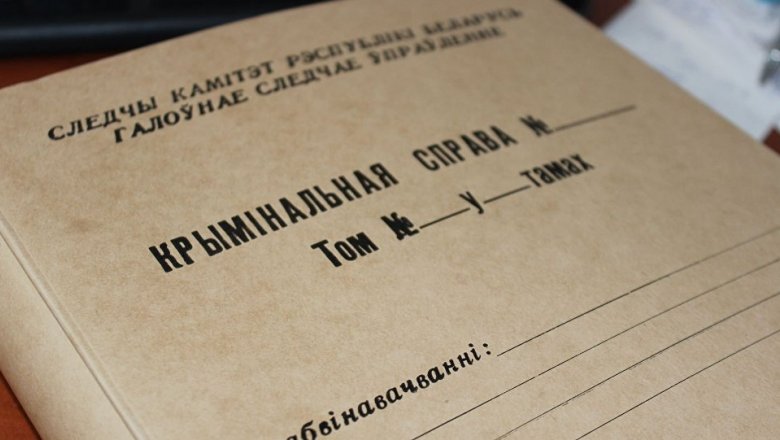 СЛЕДЧЫ КАМІТЭТ РЭСПУБЛІКІ БЕЛАРУСЬ
ГАЛОЎНАЕ СЛЕДЧАЕ ЎПРАЎЛЕННЕ
КРЫМІНАЛЬНАЯ СПРАВА №
Том № у тамах
абвінавачванні: